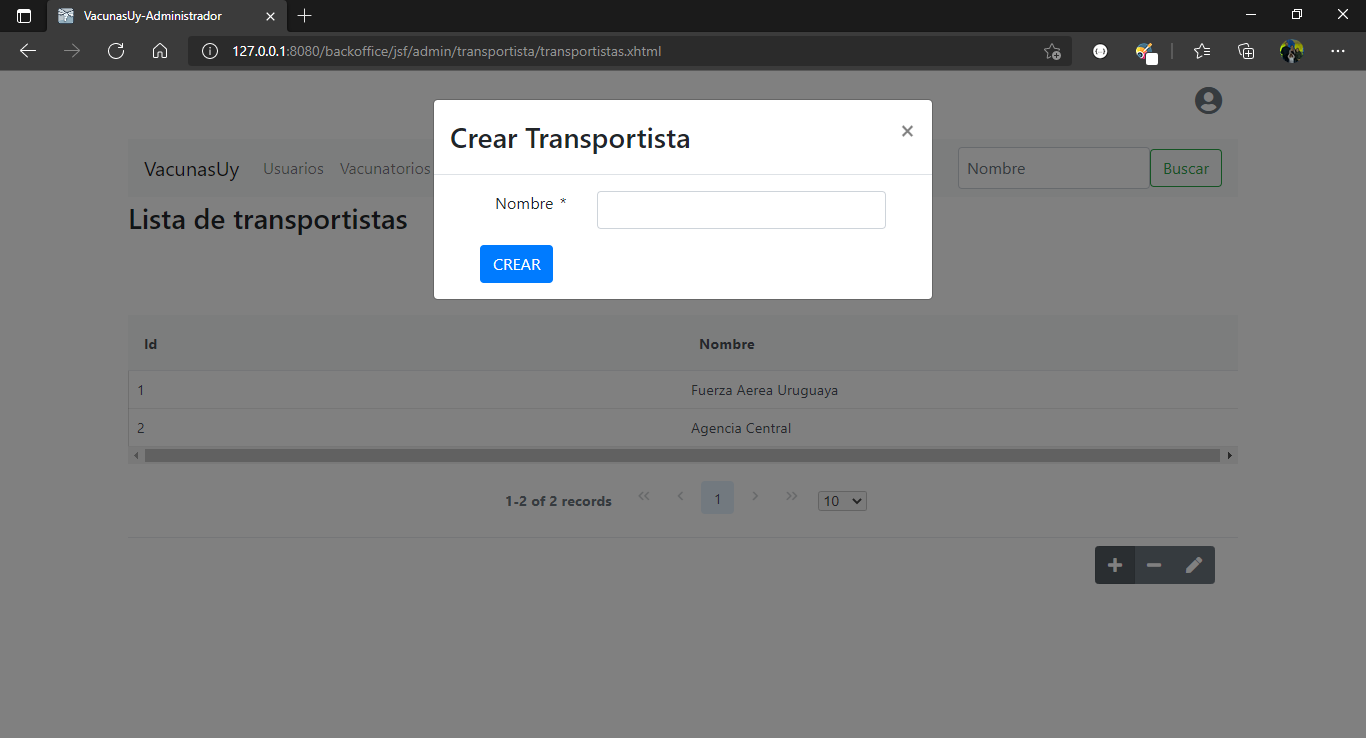 VacunasUy-Administrador
127.0.0.1:8080/backoffice/jsf/admin/transportista/transportistas.xhtml
Crear Transportista
×
VacunasUy Usuarios Vacunatorios
Nombre Buscar
Nombre *
Lista de transportistas
CREAR
Id Nombre
1 Fuerza Aerea Uruguaya
2 Agencia Central
1-2 of 2 records 1 10